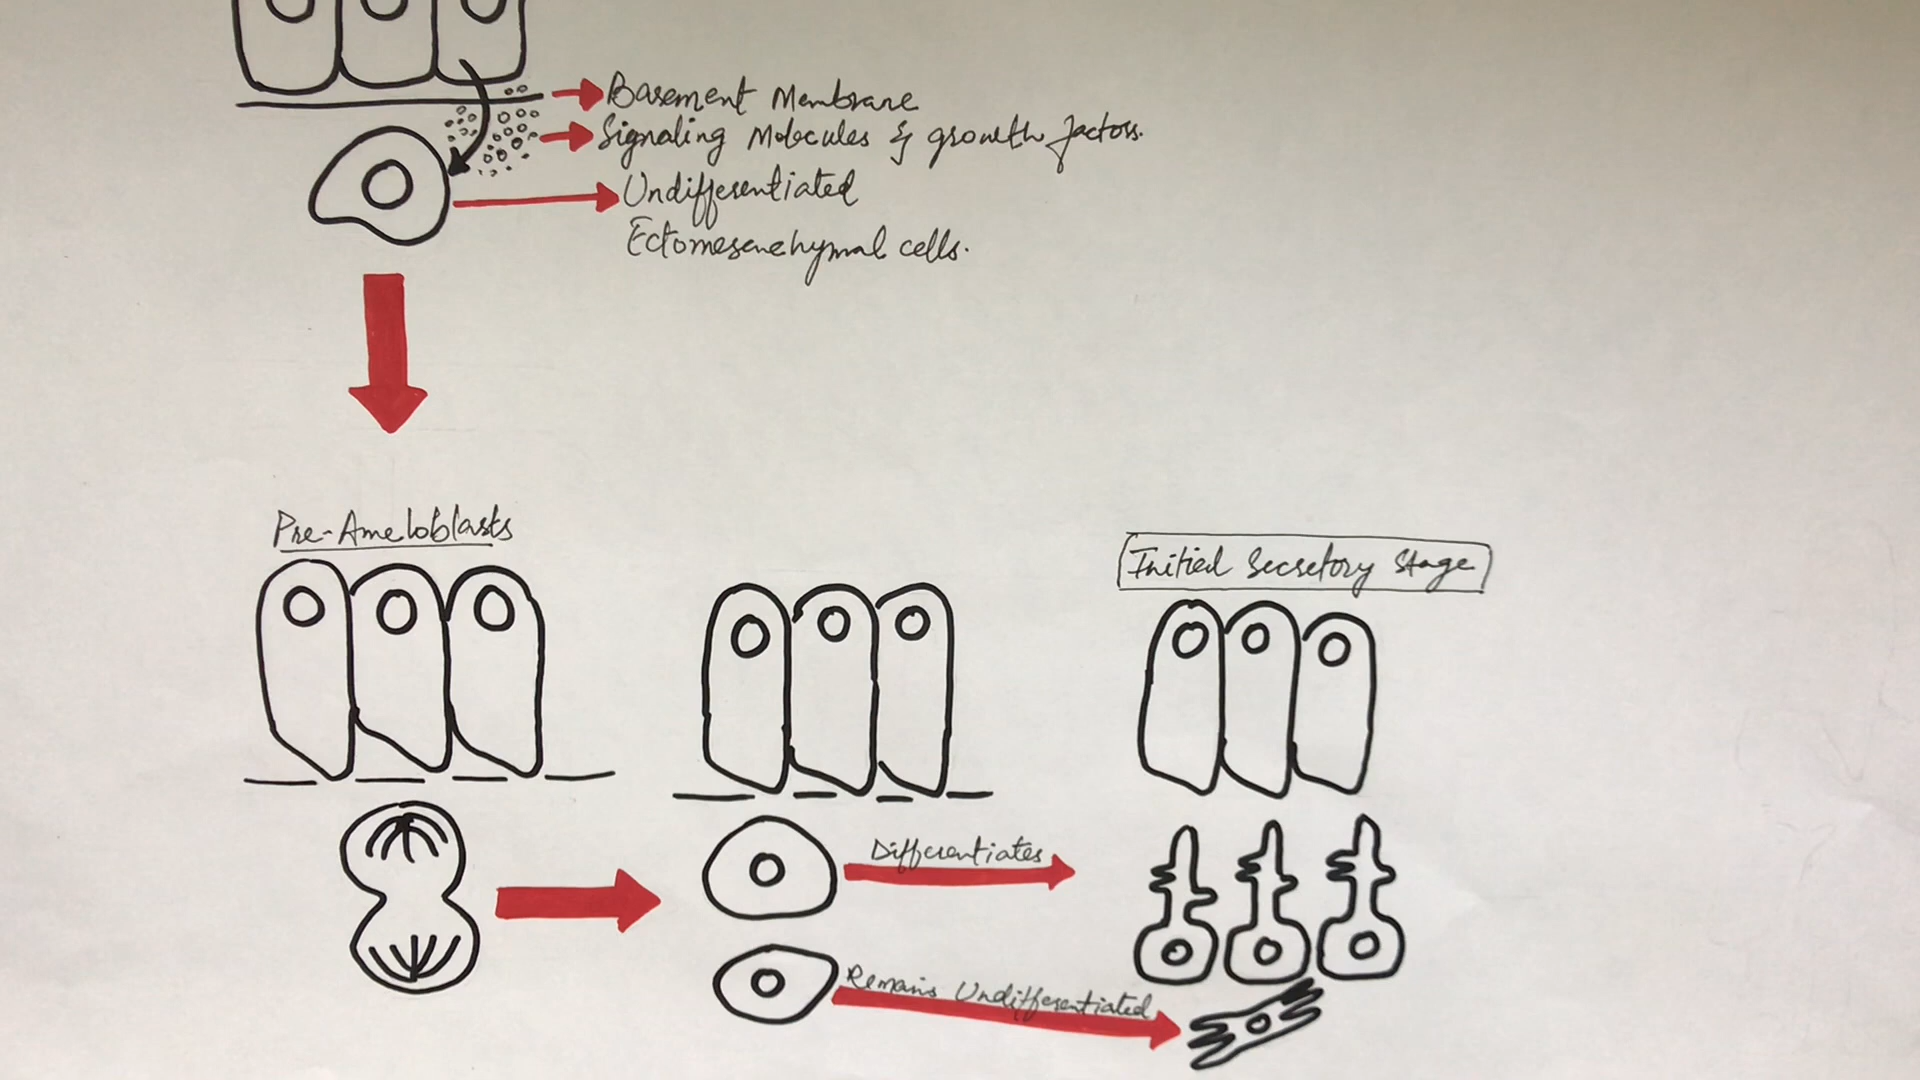 Basement Membrane
Signaling Molecules & growth factors.
Undifferentiated
Ectomesenchymal cells.
Pre-Ameloblasts
Initial Secretory Stage
Differentiates
Remains Undifferentiated